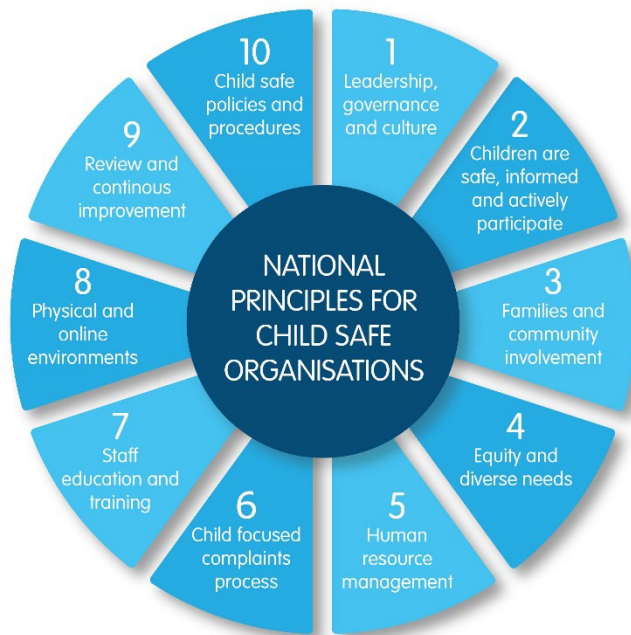 NATIONAL
PRINCIPLES FOR
CHILD SAFE
ORGANISATIONS
1
Leadership,
governance
and culture
2
Children are
safe, informed
and actively
participate
3
Families and
community
involvement
4
Equity and
diverse needs
5
Human
resource
management
6
Child focused
complaints
process
7
Staff
education and
training
8
Physical and
online
environments
9
Review and
continous
improvement
10
Child safe
policies and
procedures